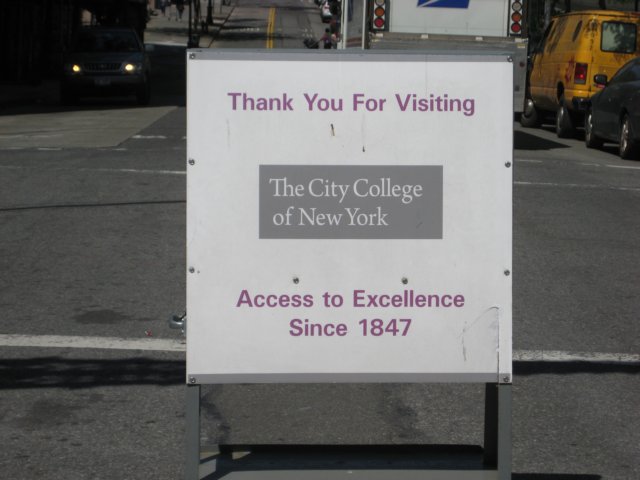 Thank You For Visiting
The City College
of New York
Access to Excellence
Since 1847